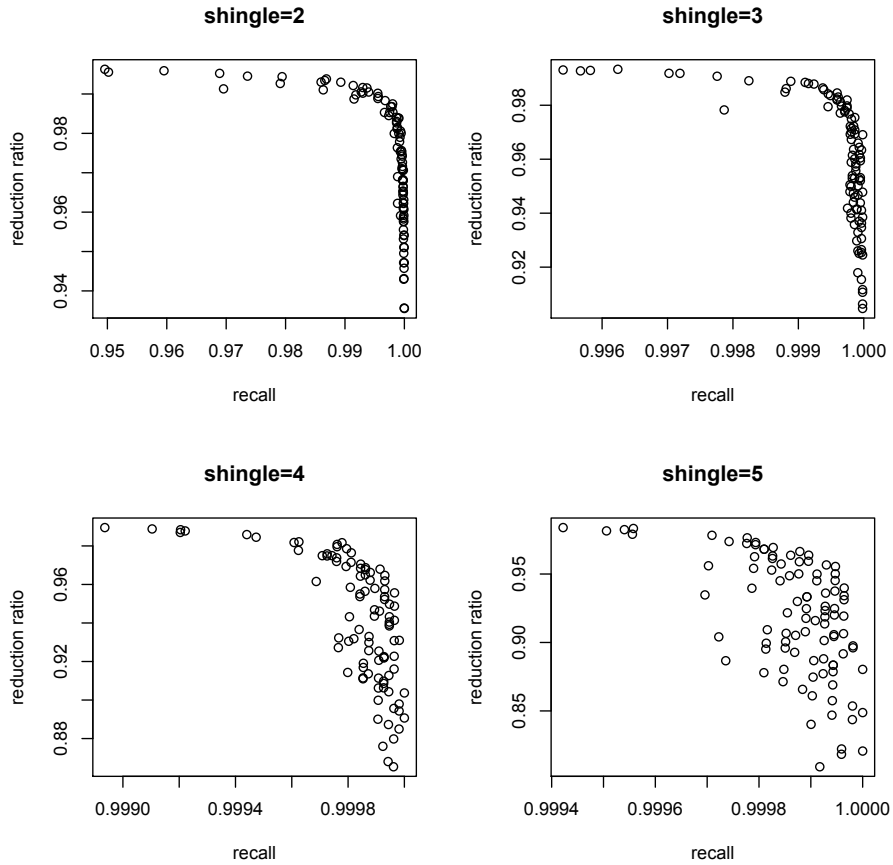 shingle=2
reduction ratio
0.94 0.96 0.98
0.95 0.96 0.97 0.98 0.99 1.00
recall
shingle=3
reduction ratio
0.92 0.94 0.96 0.98
0.996 0.997 0.998 0.999 1.000
recall
shingle=4
reduction ratio
0.88 0.92 0.96
0.9990 0.9994 0.9998
recall
shingle=5
reduction ratio
0.85 0.90 0.95
0.9994 0.9996 0.9998 1.0000
recall